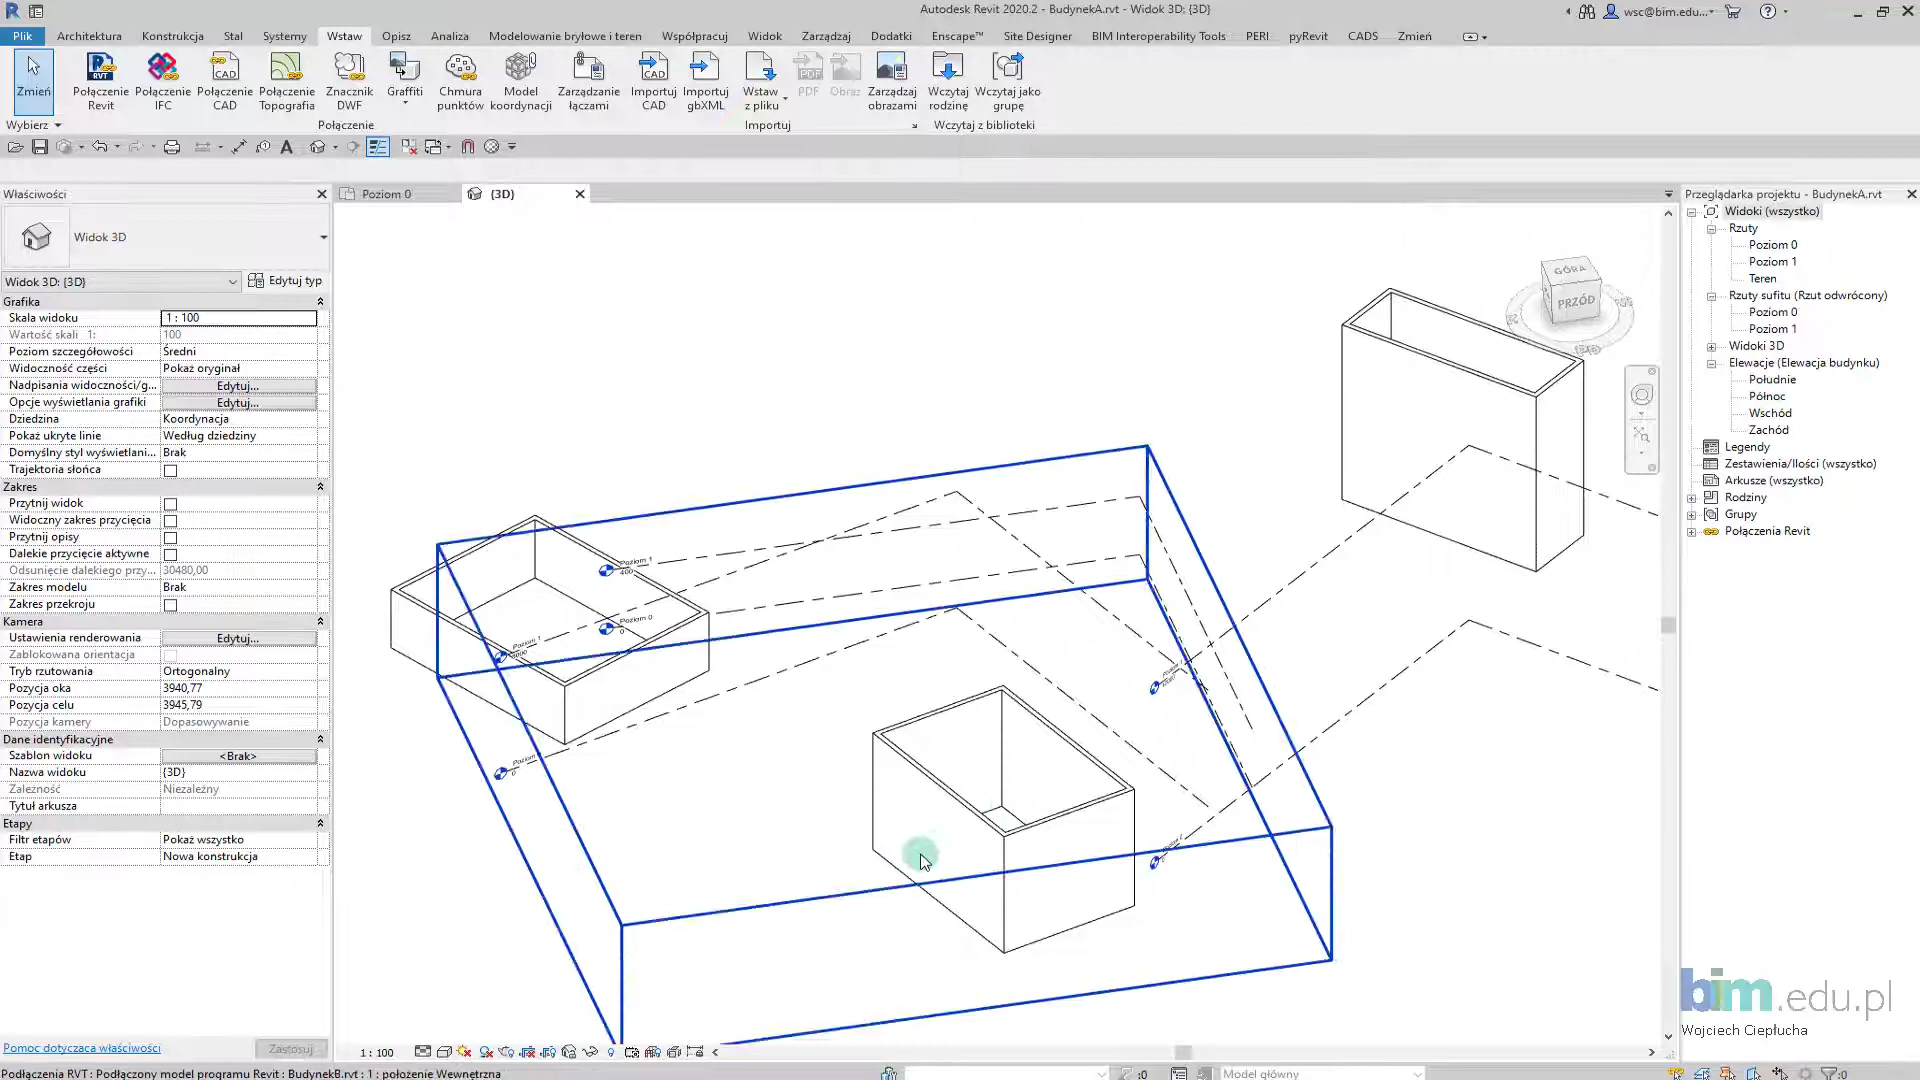 Autodesk Revit 2020.2 - BudynekA.rvt - Widok 3D: {3D}
wsc@bim.edu...
Plik Architektura Konstrukcja Stal Systemy Wstaw Opisz Analiza Modelowanie bryłowe i teren Współpracuj Widok Zarządzaj Dodatki Enscape™ Site Designer BIM Interoperability Tools PERI pyRevit CADS Zmień
Zmień
Połączenie Revit
Połączenie IFC
Połączenie CAD
Połączenie Topografia
Znacznik DWF
Graffiti
Chmura punktów
Model koordynacji
Zarządzanie łączami
Importuj CAD
Importuj gbXML
Wstaw z pliku
PDF
Obraz
Zarządzaj obrazami
Wczytaj rodzinę
Wczytaj jako grupę
Wybierz Połączenie Importuj Wczytaj z biblioteki
Właściwości
Poziom 0
{3D}
Widok 3D
Widok 3D: {3D}
Edytuj typ
Grafika
Skala widoku 1 : 100
Wartość skali 1: 100
Poziom szczegółowości Średni
Widoczność części Pokaż oryginał
Nadpisania widoczności/g... Edytuj...
Opcje wyświetlania grafiki Edytuj...
Dziedzina Koordynacja
Pokaż ukryte linie Według dziedziny
Domyślny styl wyświetlani... Brak
Trajektoria słońca
Zakres
Przytnij widok
Widoczny zakres przycięcia
Przytnij opisy
Dalekie przycięcie aktywne
Odsunięcie dalekiego przy... 30480,00
Zakres modelu Brak
Zakres przekroju
Kamera
Ustawienia renderowania Edytuj...
Zablokowana orientacja
Tryb rzutowania Ortogonalny
Pozycja oka 3940,77
Pozycja celu 3945,79
Pozycja kamery Dopasowywanie
Dane identyfikacyjne
Szablon widoku <Brak>
Nazwa widoku {3D}
Zależność Niezależny
Tytuł arkusza
Etapy
Filtr etapów Pokaż wszystko
Etap Nowa konstrukcja
Pomoc dotycząca właściwości
Zastosuj
GÓRA
PRZÓD
Poziom 1
400
Poziom 0
0
Poziom 1
Poziom
0
Przeglądarka projektu - BudynekA.rvt
Widoki (wszystko)
Rzuty
Poziom 0
Poziom 1
Teren
Rzuty sufitu (Rzut odwrócony)
Poziom 0
Poziom 1
Widoki 3D
Elewacje (Elewacja budynku)
Południe
Północ
Wschód
Zachód
Legendy
Zestawienia/Ilości (wszystko)
Arkusze (wszystko)
Rodziny
Grupy
Połączenia Revit
bim.edu.pl
Wojciech Ciepłucha
1 : 100
Podłączenia RVT : Podłączony model programu Revit : BudynekB.rvt : 1 : położenie Wewnętrzna
:0
Model główny
:0